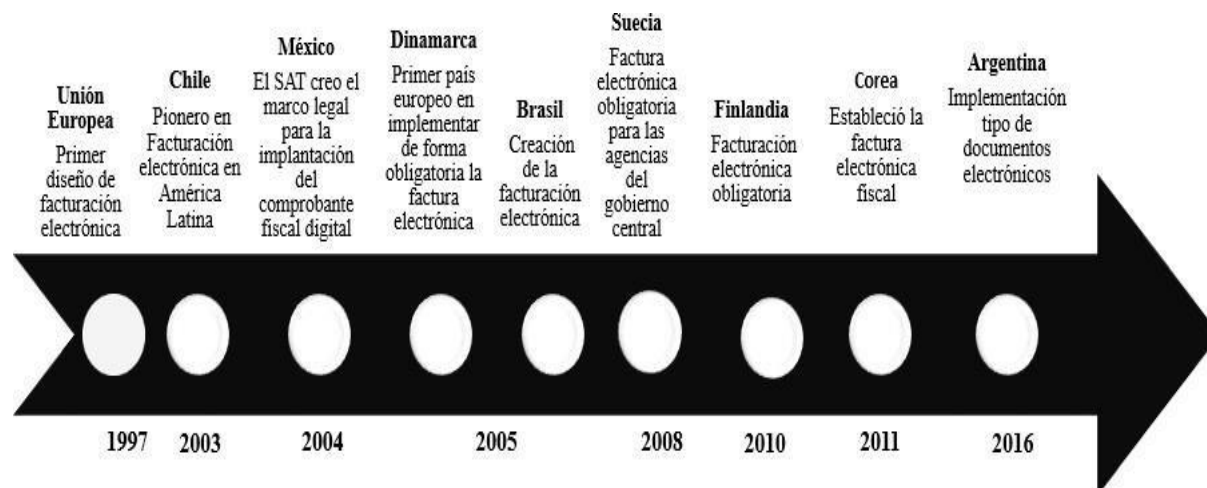 Unión
Europea
Primer
diseño de
facturación
electrónica
Chile
Pionero en
Facturación
electrónica en
América
Latina
México
El SAT creo el
marco legal
para la
implantación
del
comprobante
fiscal digital
Dinamarca
Primer país
europeo en
implementar
de forma
obligatoria la
factura
electrónica
Brasil
Creación
de la
facturación
electrónica
Suecia
Factura
electrónica
obligatoria
para las
agencias
del
gobierno
central
Finlandia
Facturación
electrónica
obligatoria
Corea
Estableció la
factura
electrónica
fiscal
Argentina
Implementación
tipo de
documentos
electrónicos
1997
2003
2004
2005
2008
2010
2011
2016